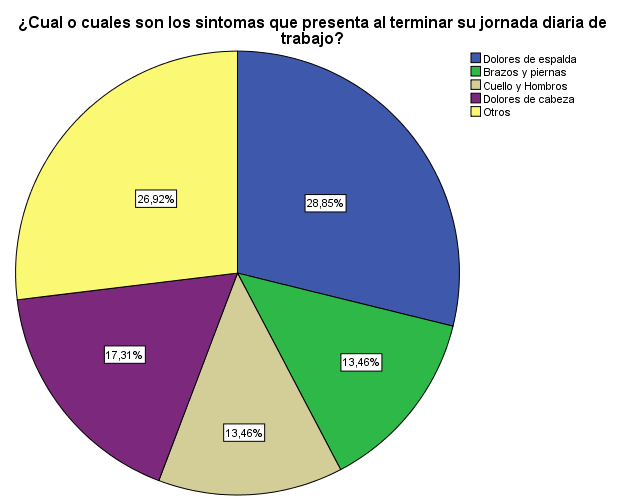 ¿Cual o cuales son los sintomas que presenta al terminar su jornada diaria de
trabajo?
Dolores de espalda
Brazos y piernas
Cuello y Hombros
Dolores de cabeza
Otros
26,92%
28,85%
17,31%
13,46%
13,46%